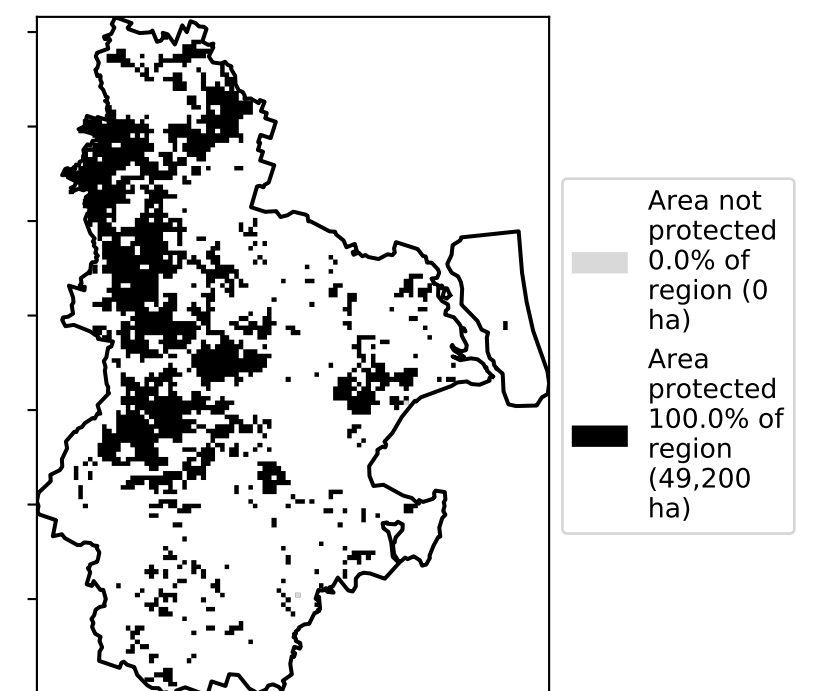 Area not
protected
0.0% of
region (0
ha)
Area
protected
100.0% of
region
(49,200
ha)